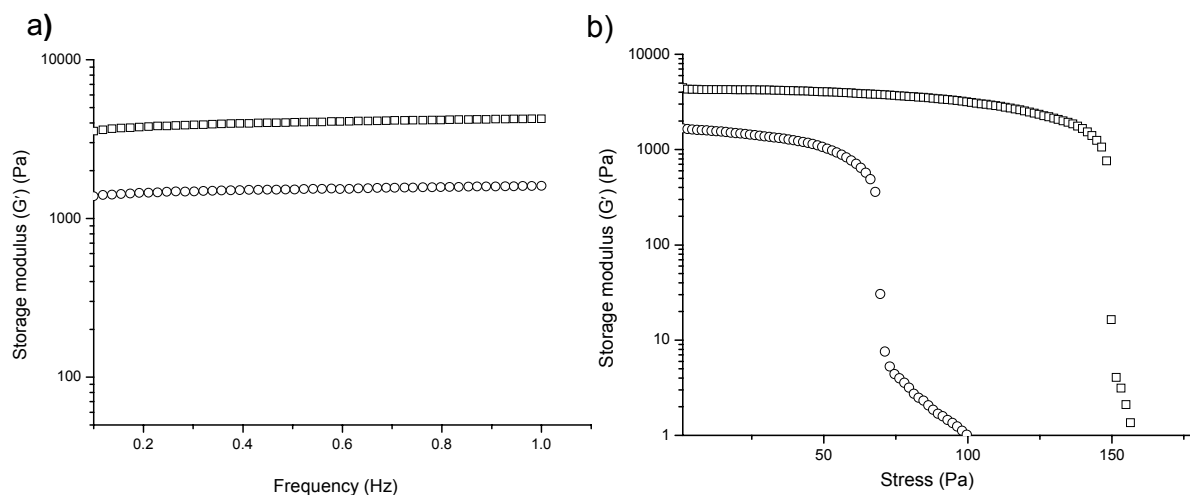 a)
10000
1000
100
Storage modulus (G') (Pa)
0.2 0.4 0.6 0.8 1.0
Frequency (Hz)
b)
10000
1000
100
10
1
Storage modulus (G') (Pa)
50 75 100 150
Stress (Pa)